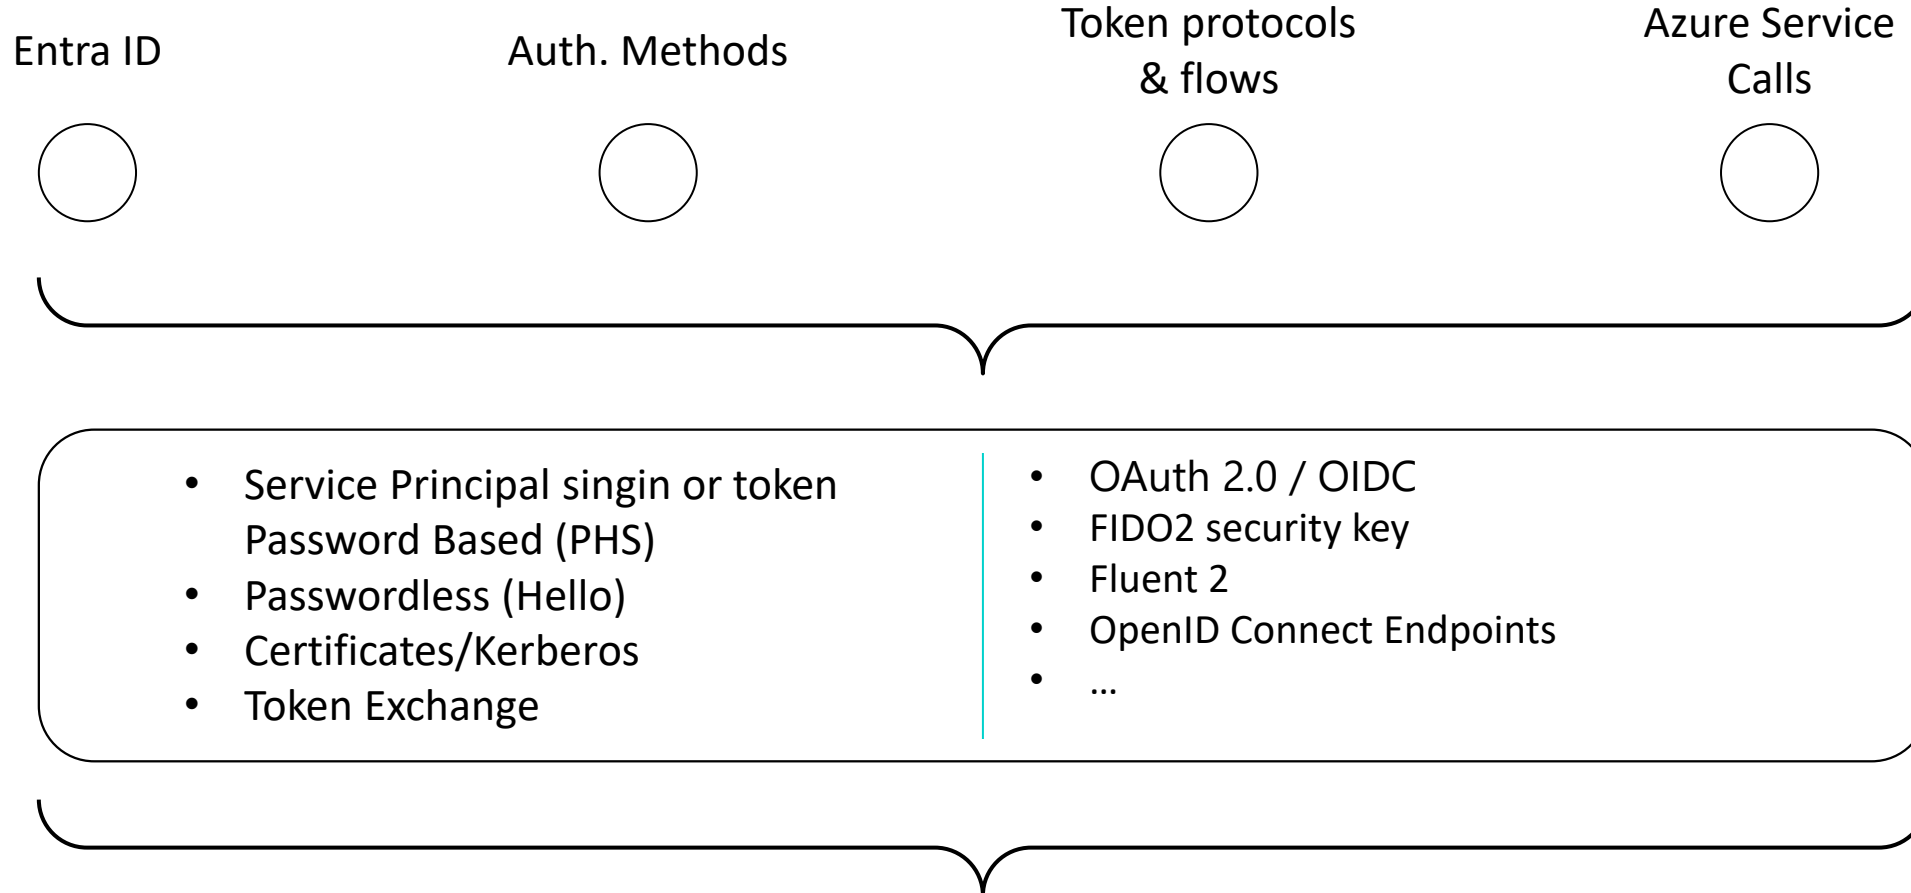 Entra ID
Auth. Methods
Token protocols
& flows
Azure Service
Calls
• Service Principal singin or token
Password Based (PHS)
• Passwordless (Hello)
• Certificates/Kerberos
• Token Exchange
• OAuth 2.0 / OIDC
• FIDO2 security key
• Fluent 2
• OpenID Connect Endpoints
• ...